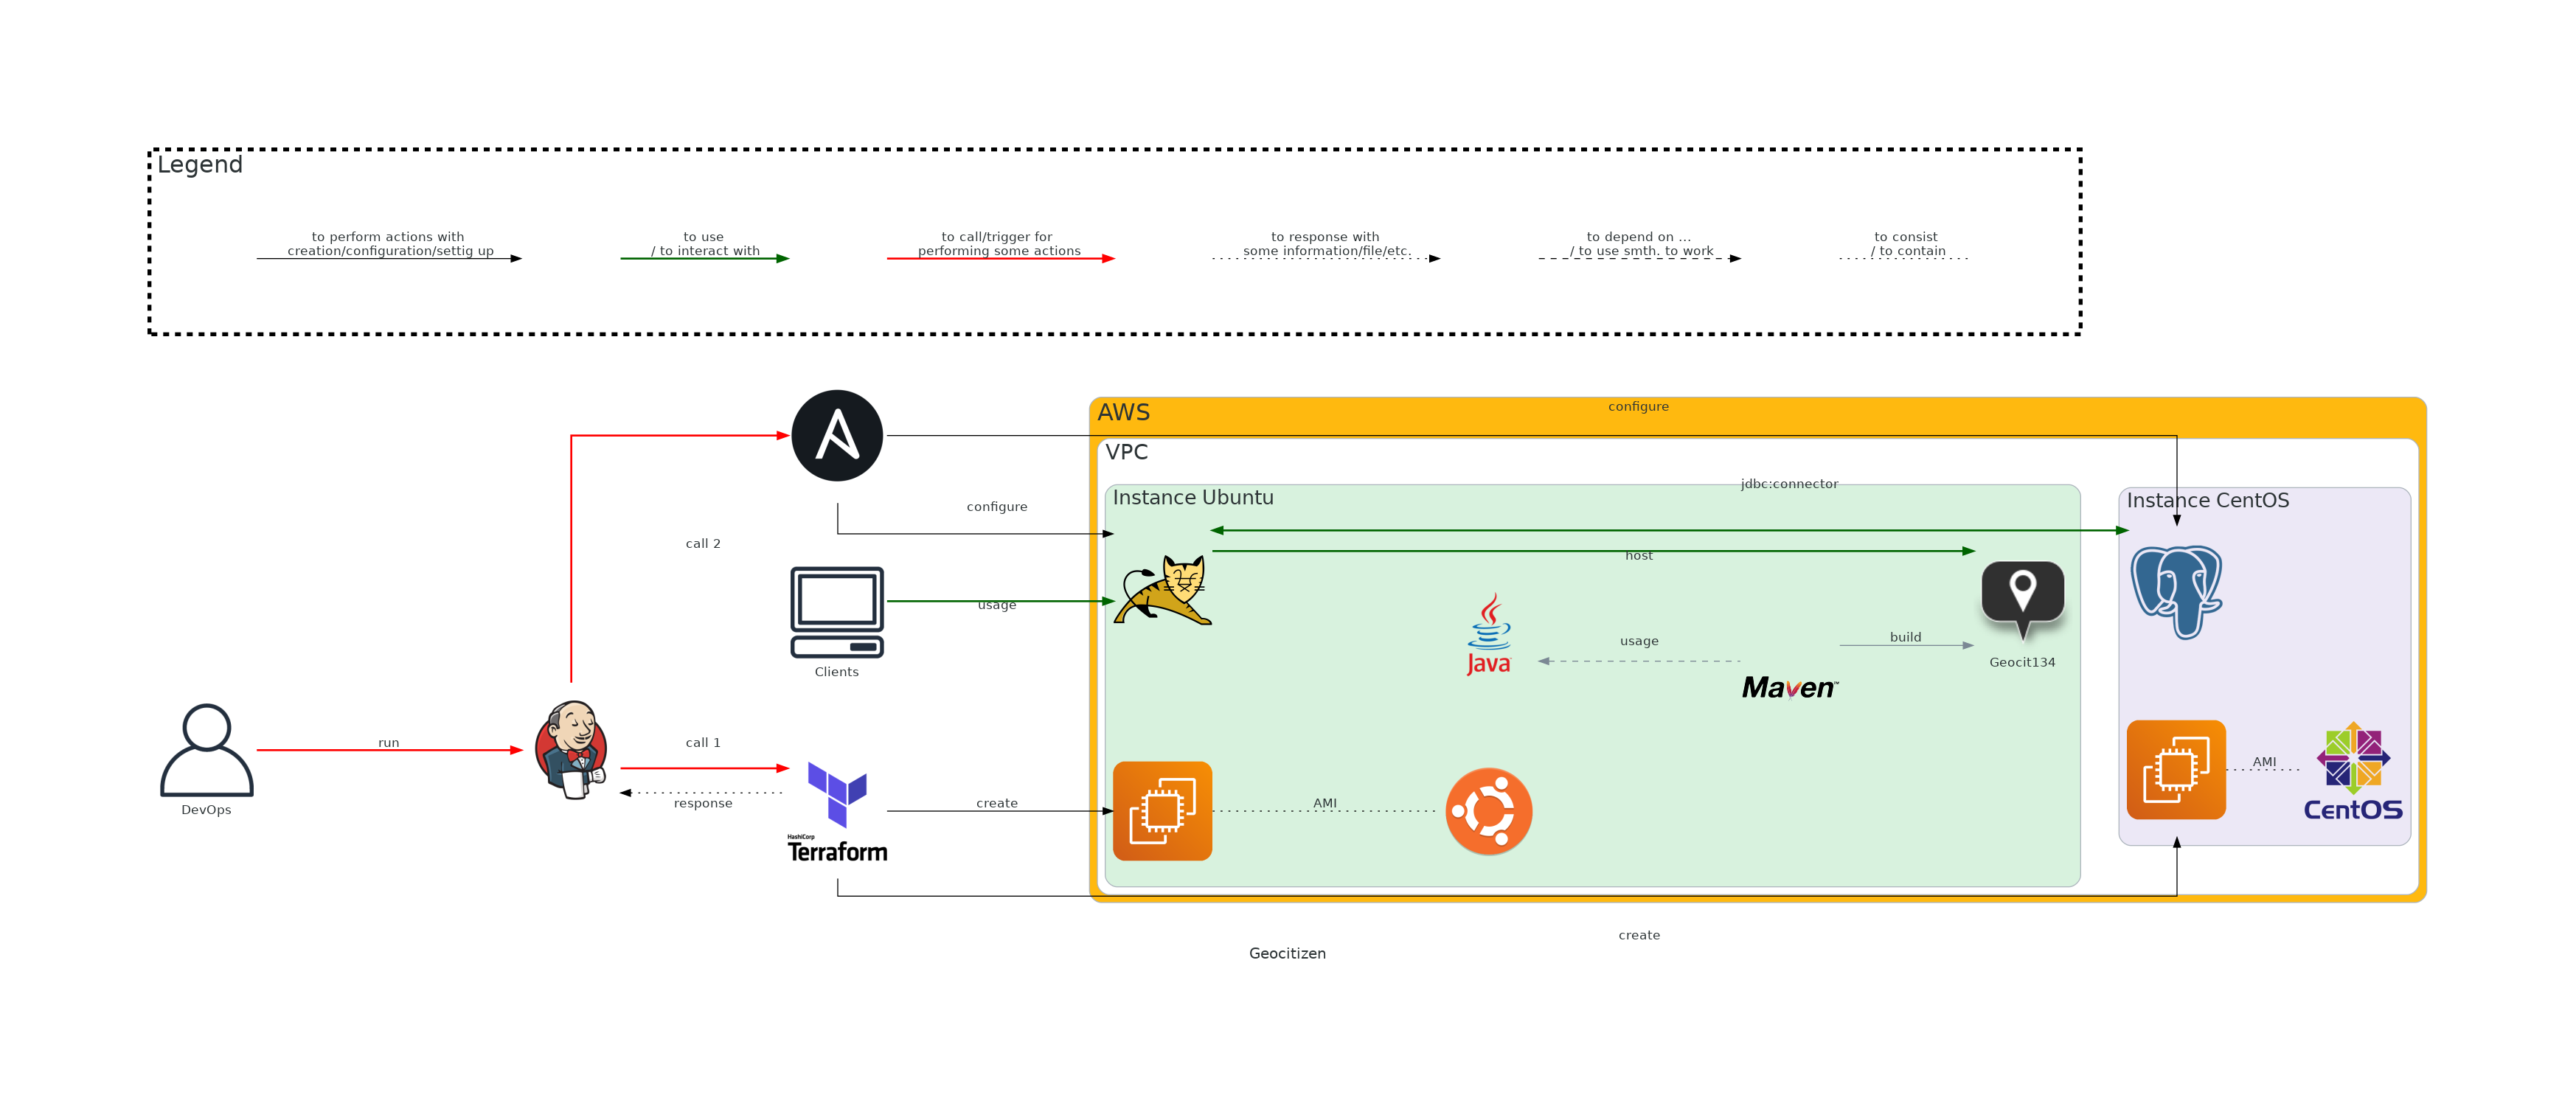 Legend
to perform actions with
creation/configuration/settig up
to use
/ to interact with
to call/trigger for
performing some actions
to response with
some information/file/etc.
to depend on ...
/ to use smth. to work
to consist
/ to contain
AWS
configure
VPC
jdbc:connector
Instance Ubuntu
Instance CentOS
configure
call 2
host
usage
Java
usage
build
Geocit134
Clients
Maven™
run
call 1
response
DevOps
HashiCorp
Terraform
create
AMI
AMI
CentOS
create
Geocitizen